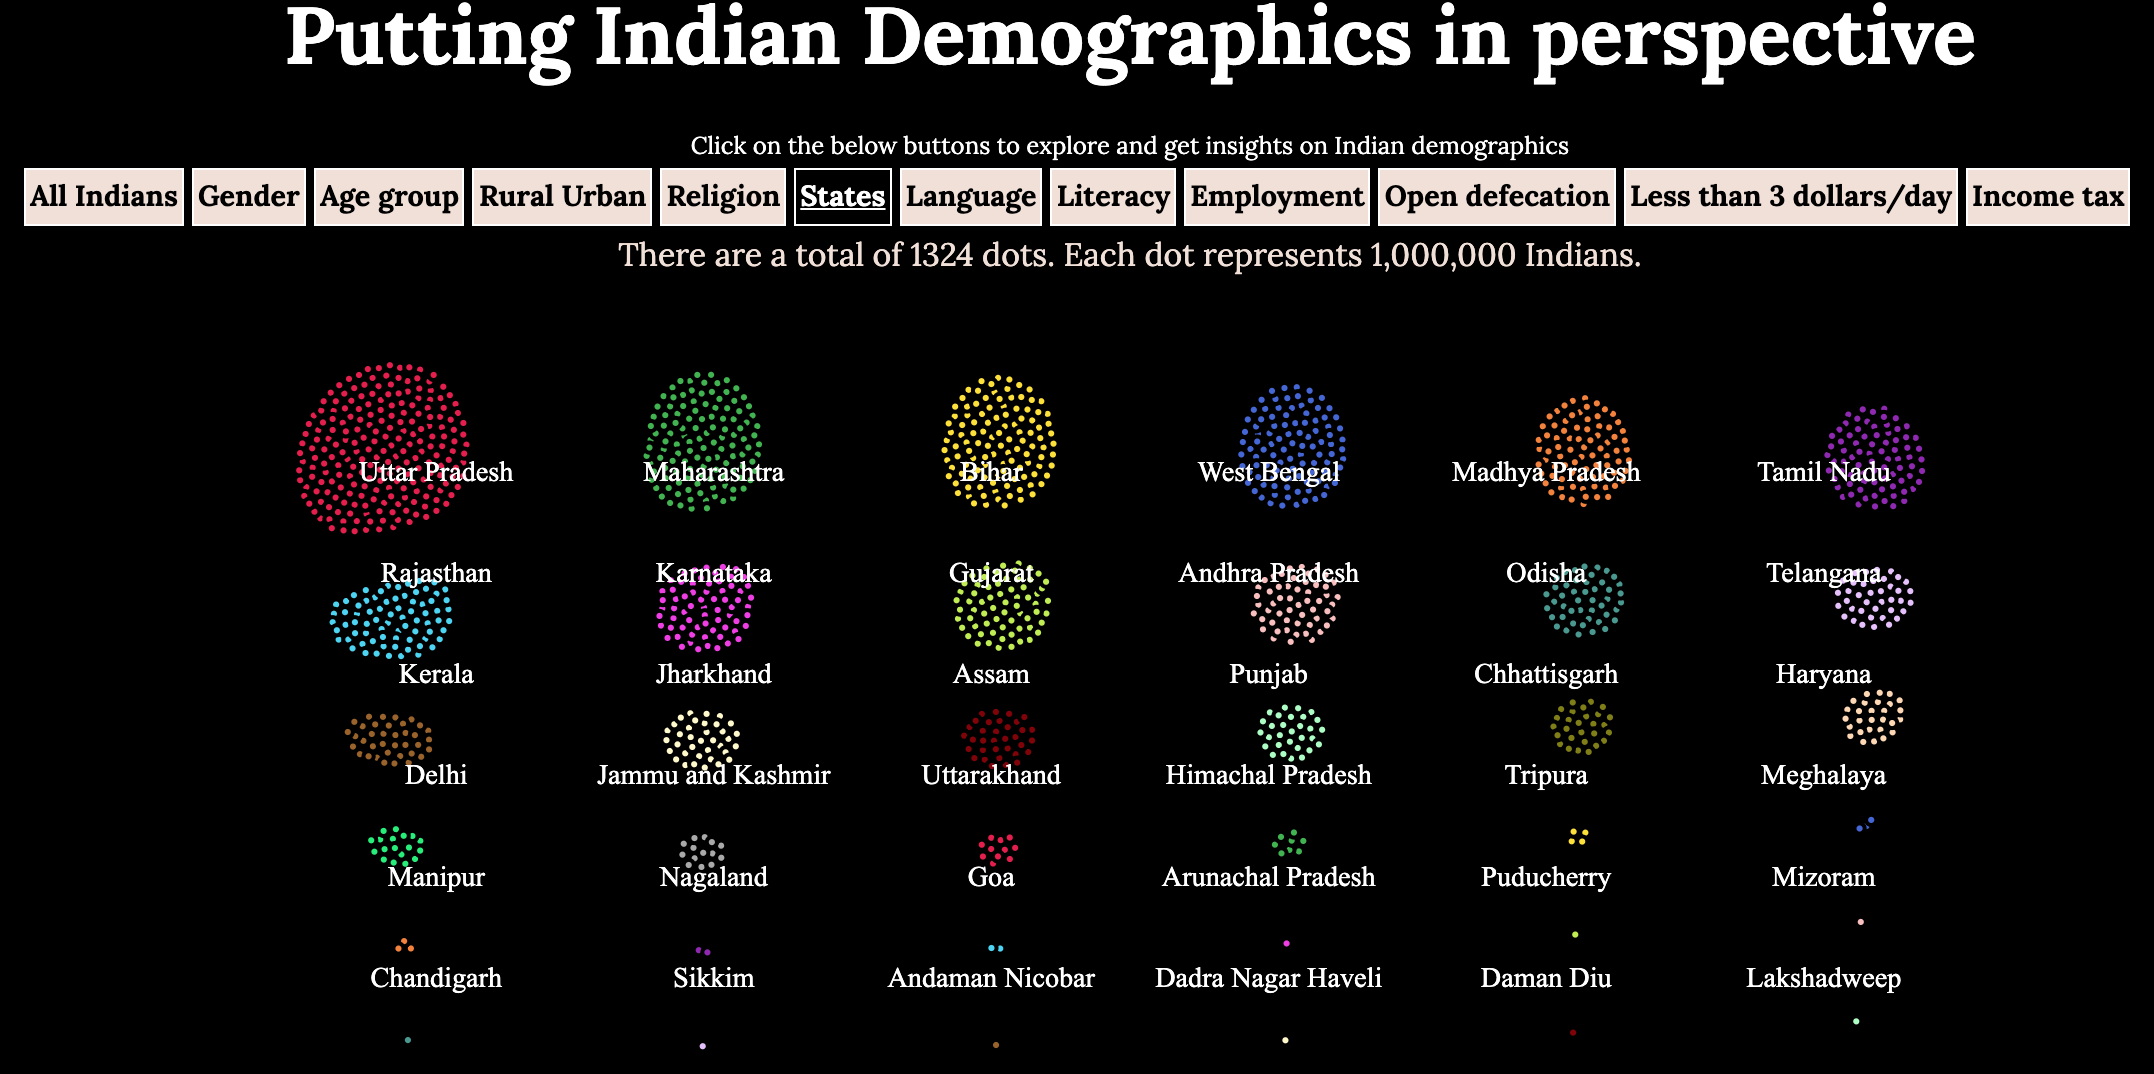 Putting Indian Demographics in perspective
Click on the below buttons to explore and get insights on Indian demographics
All Indians Gender Age group Rural Urban Religion States Language Literacy Employment Open defecation Less than 3 dollars/day Income tax
There are a total of 1324 dots. Each dot represents 1,000,000 Indians.
Uttar Pradesh Maharashtra Bihar West Bengal Madhya Pradesh Tamil Nadu
Rajasthan Karnataka Gujarat Andhra Pradesh Odisha Telangana
Kerala Jharkhand Assam Punjab Chhattisgarh Haryana
Delhi Jammu and Kashmir Uttarakhand Himachal Pradesh Tripura Meghalaya
Manipur Nagaland Goa Arunachal Pradesh Puducherry Mizoram
Chandigarh Sikkim Andaman Nicobar Dadra Nagar Haveli Daman Diu Lakshadweep